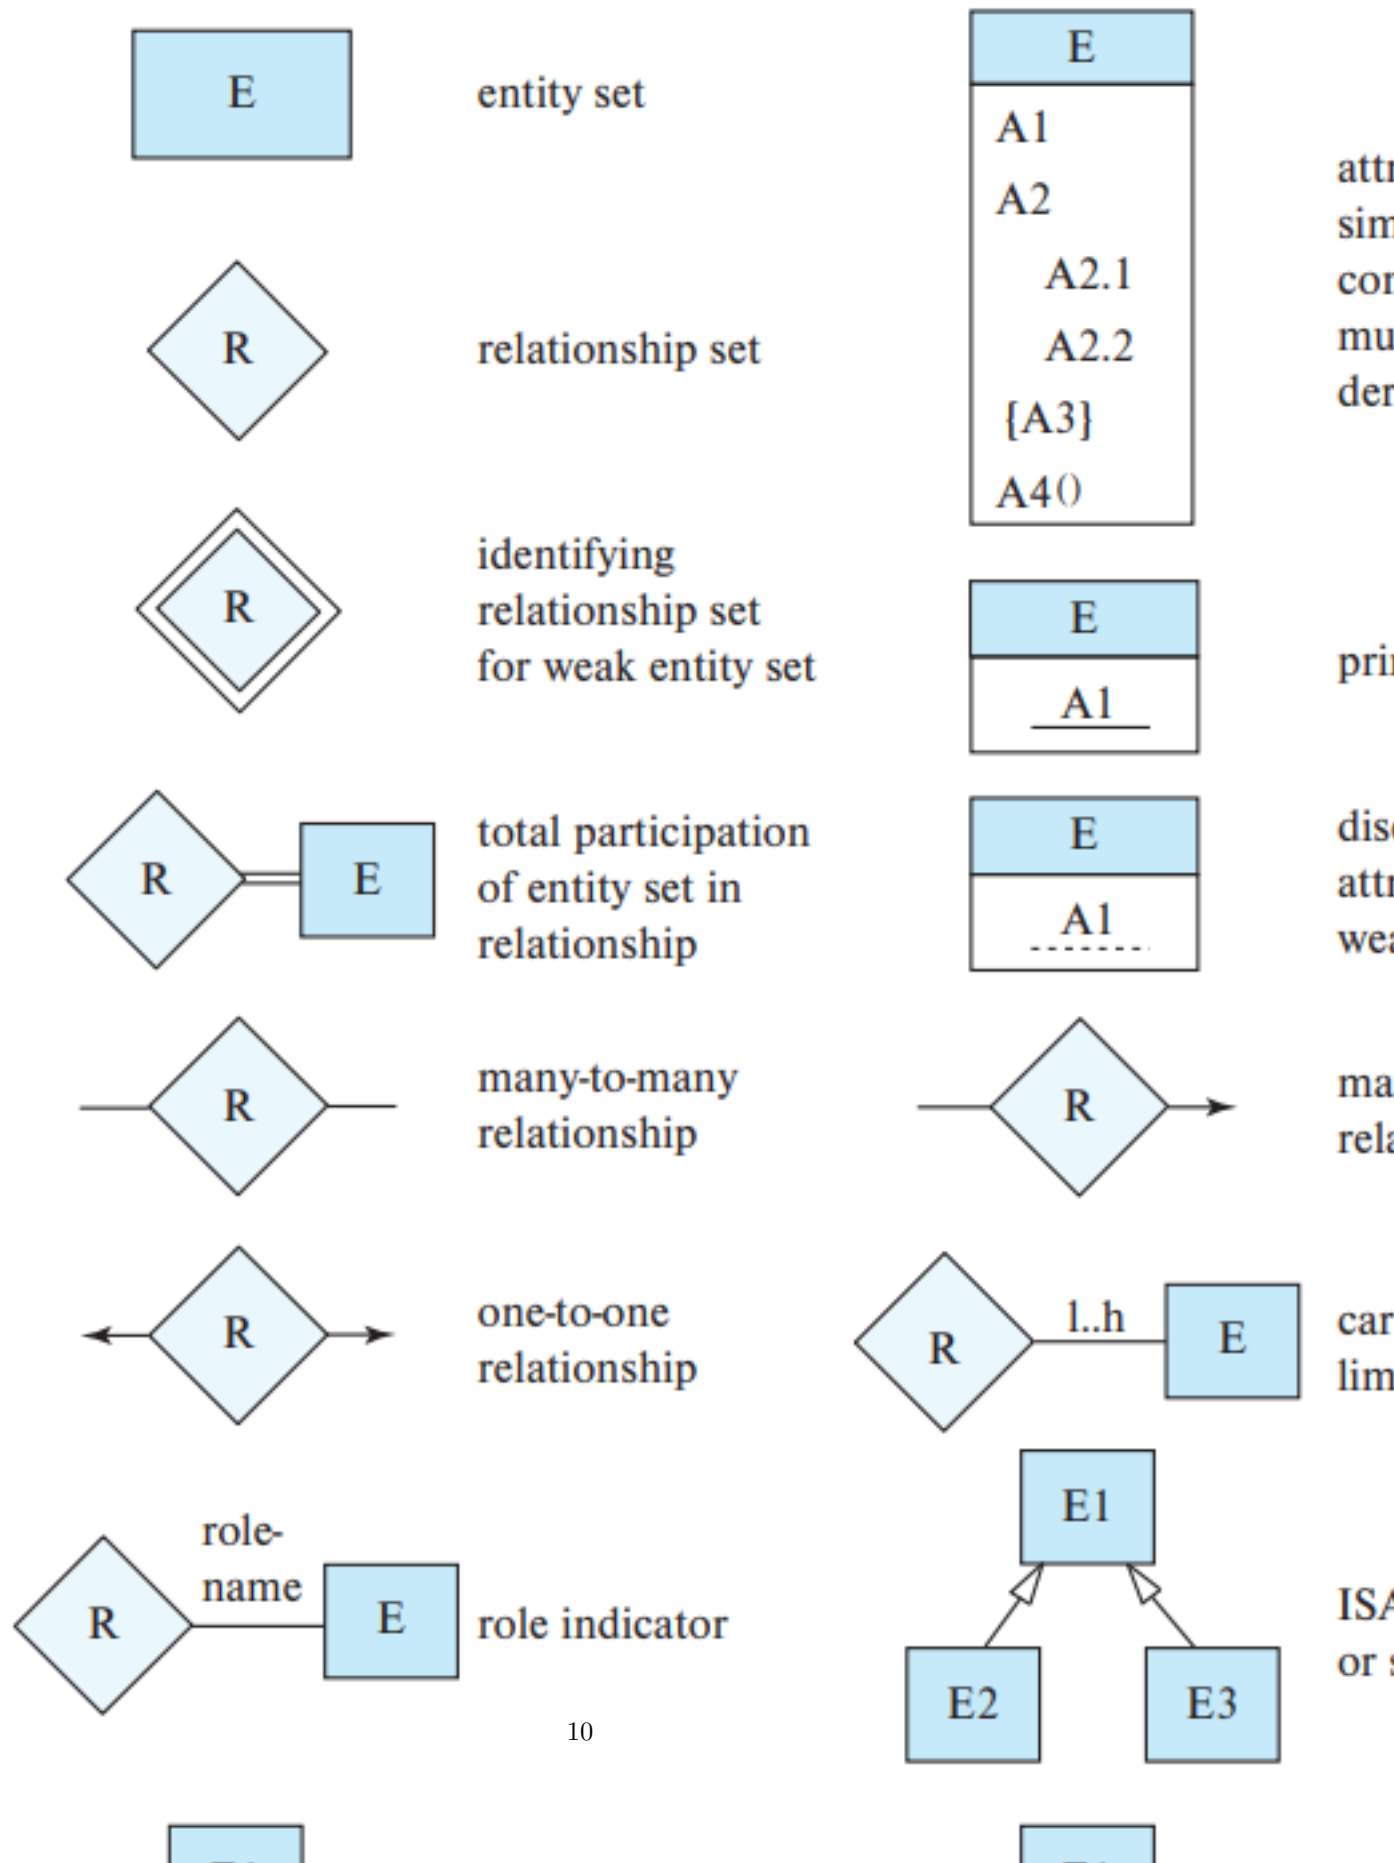 E
entity set
R
relationship set
R
identifying
relationship set
for weak entity set
R
E
total participation
of entity set in
relationship
R
many-to-many
relationship
R
one-to-one
relationship
R
role-
name
E
role indicator
10
E
A1
A2
A2.1
A2.2
{A3}
A4()
E
A1
E
A1
R
R
l..h
E
E1
E2
E3
ISA
or